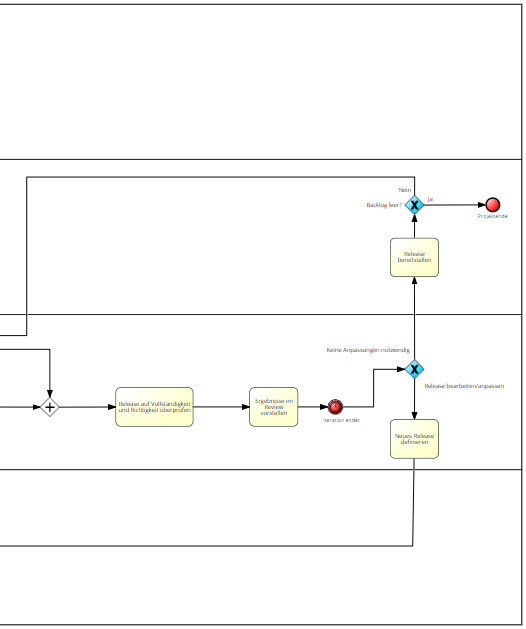 Nein
Ja
Backlog leer?
Projektende
Release
bereitstellen
Keine Anpassungen notwendig
Release bearbeiten/anpassen
Release auf Vollständigkeit
und Richtigkeit überprüfen
Ergebnisse im
Review
vorstellen
Iteration endet
Neues Release
definieren